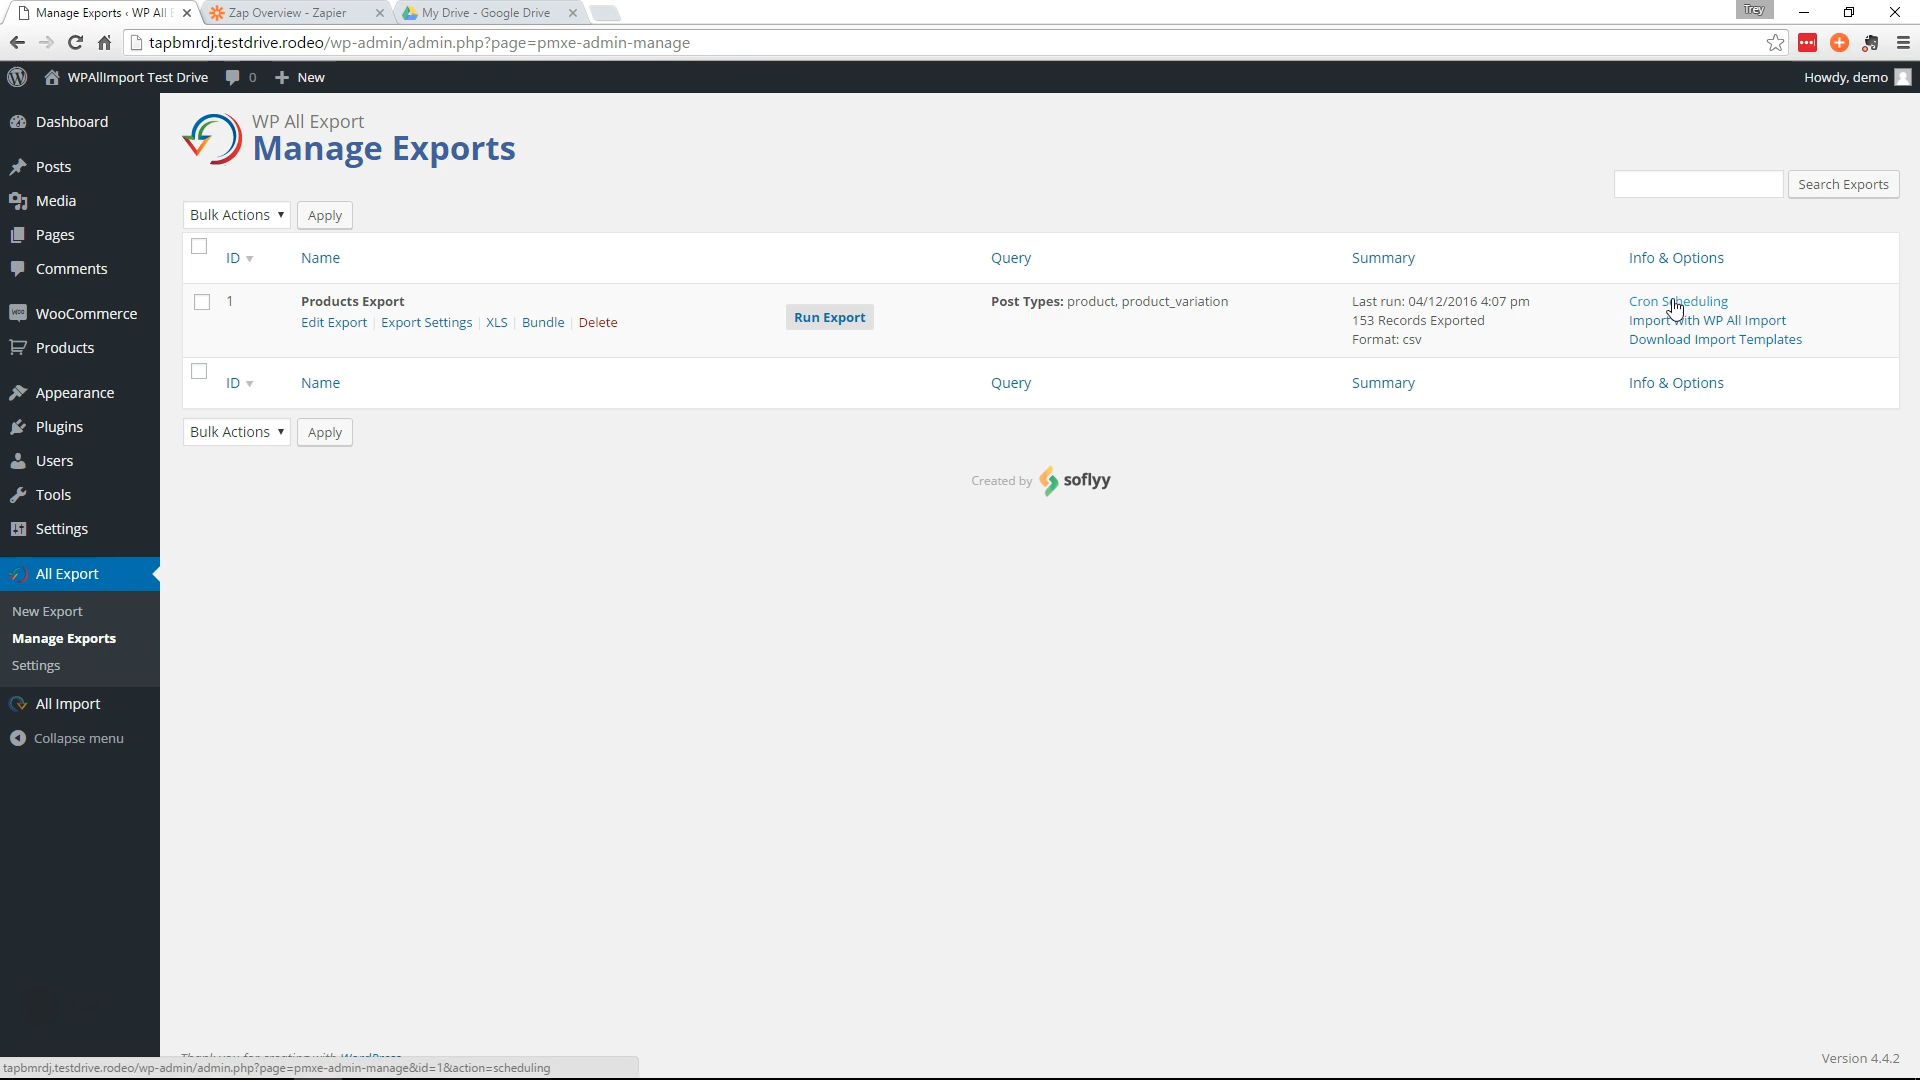 Manage Exports ‹ WP All E
Zap Overview - Zapier
My Drive - Google Drive
Trey
tapbmrdj.testdrive.rodeo/wp-admin/admin.php?page=pmxe-admin-manage
WPAllImport Test Drive
0
New
Howdy, demo
Dashboard
Posts
Media
Pages
Comments
WooCommerce
Products
Appearance
Plugins
Users
Tools
Settings
All Export
New Export
Manage Exports
Settings
All Import
Collapse menu
WP All Export
Manage Exports
Search Exports
Bulk Actions
Apply
ID
Name
Query
Summary
Info & Options
1
Products Export
Edit Export | Export Settings | XLS | Bundle | Delete
Run Export
Post Types: product, product_variation
Last run: 04/12/2016 4:07 pm
153 Records Exported
Format: csv
Cron Scheduling
Import with WP All Import
Download Import Templates
ID
Name
Query
Summary
Info & Options
Bulk Actions
Apply
Created by soflyy
Thank you for creating with WordPress
Version 4.4.2
tapbmrdj.testdrive.rodeo/wp-admin/admin.php?page=pmxe-admin-manage&id=1&action=scheduling